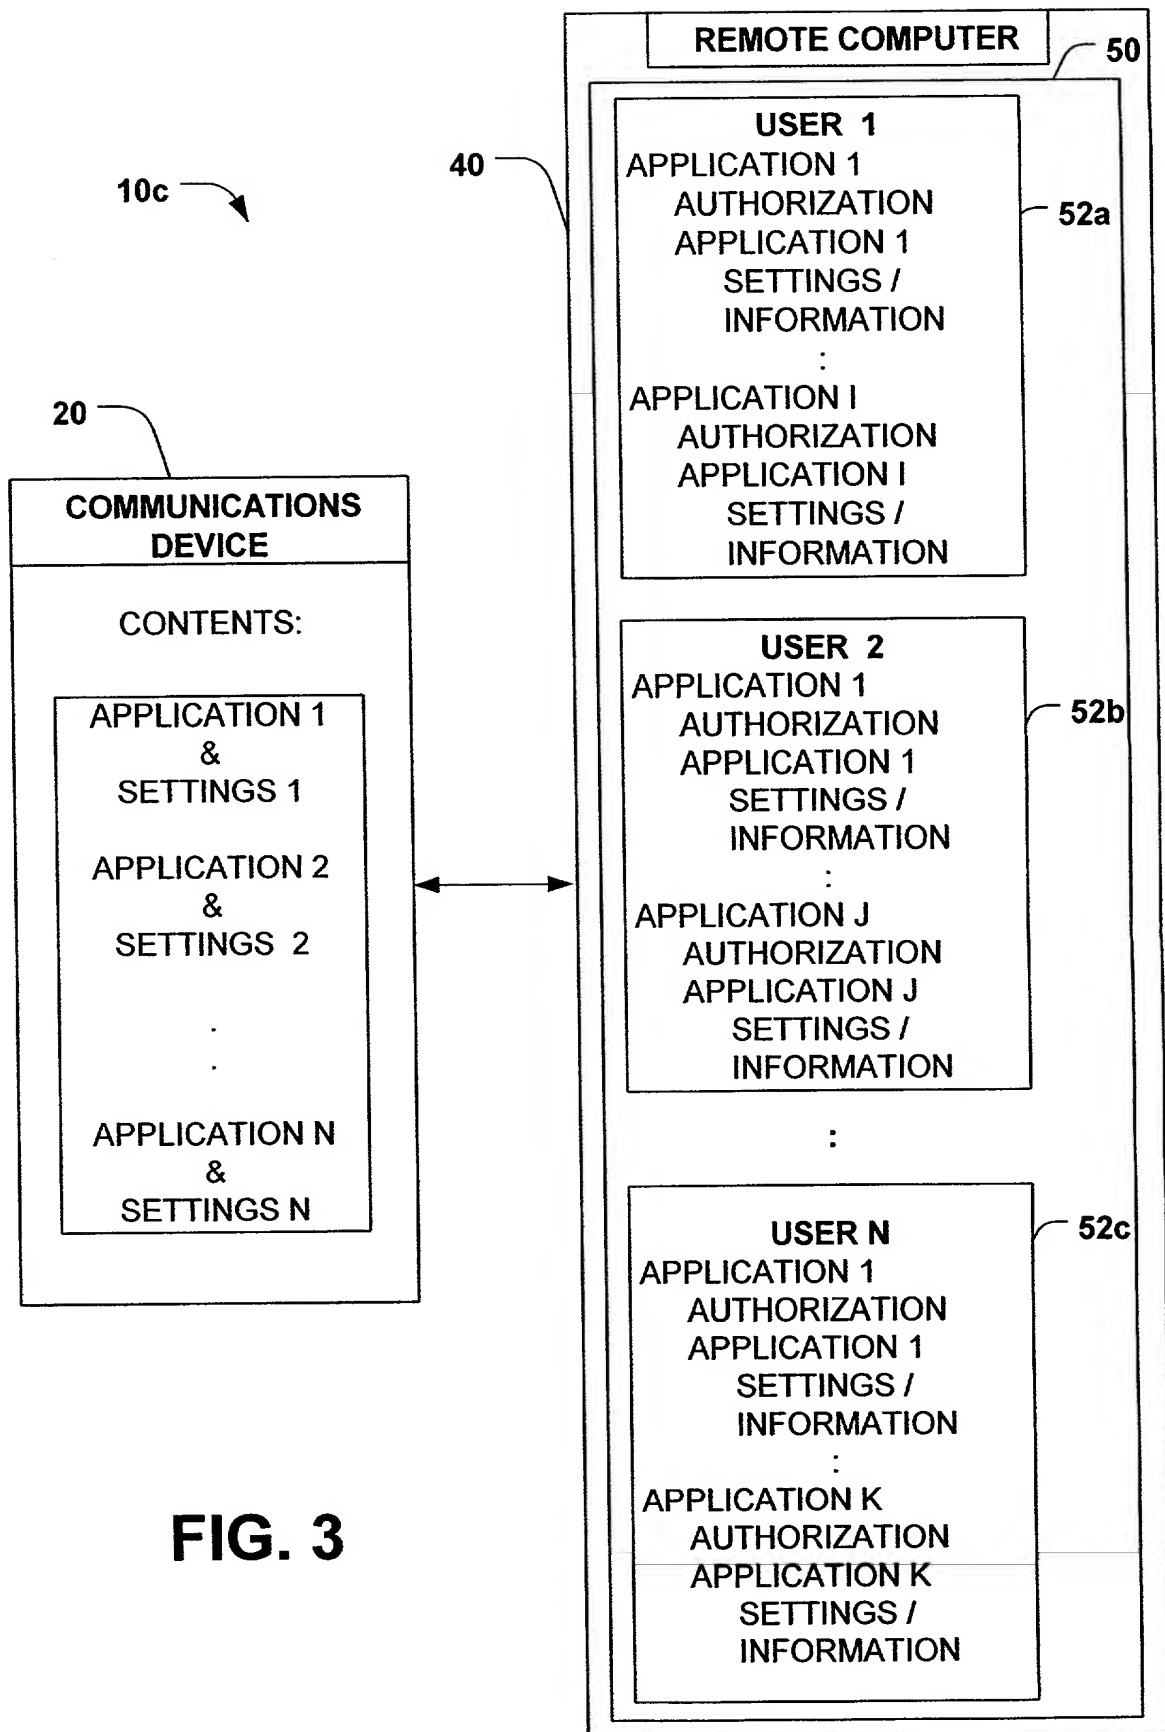 REMOTE COMPUTER
50
USER 1
APPLICATION 1
AUTHORIZATION
APPLICATION 1
SETTINGS /
INFORMATION
:
APPLICATION I
AUTHORIZATION
APPLICATION I
SETTINGS /
INFORMATION
40
52a
10c
20
COMMUNICATIONS
DEVICE
CONTENTS:
APPLICATION 1
&
SETTINGS 1
APPLICATION 2
&
SETTINGS 2
.
.
APPLICATION N
&
SETTINGS N
USER 2
APPLICATION 1
AUTHORIZATION
APPLICATION 1
SETTINGS /
INFORMATION
:
APPLICATION J
AUTHORIZATION
APPLICATION J
SETTINGS /
INFORMATION
52b
:
USER N
APPLICATION 1
AUTHORIZATION
APPLICATION 1
SETTINGS /
INFORMATION
:
APPLICATION K
AUTHORIZATION
APPLICATION K
SETTINGS /
INFORMATION
52c
FIG. 3